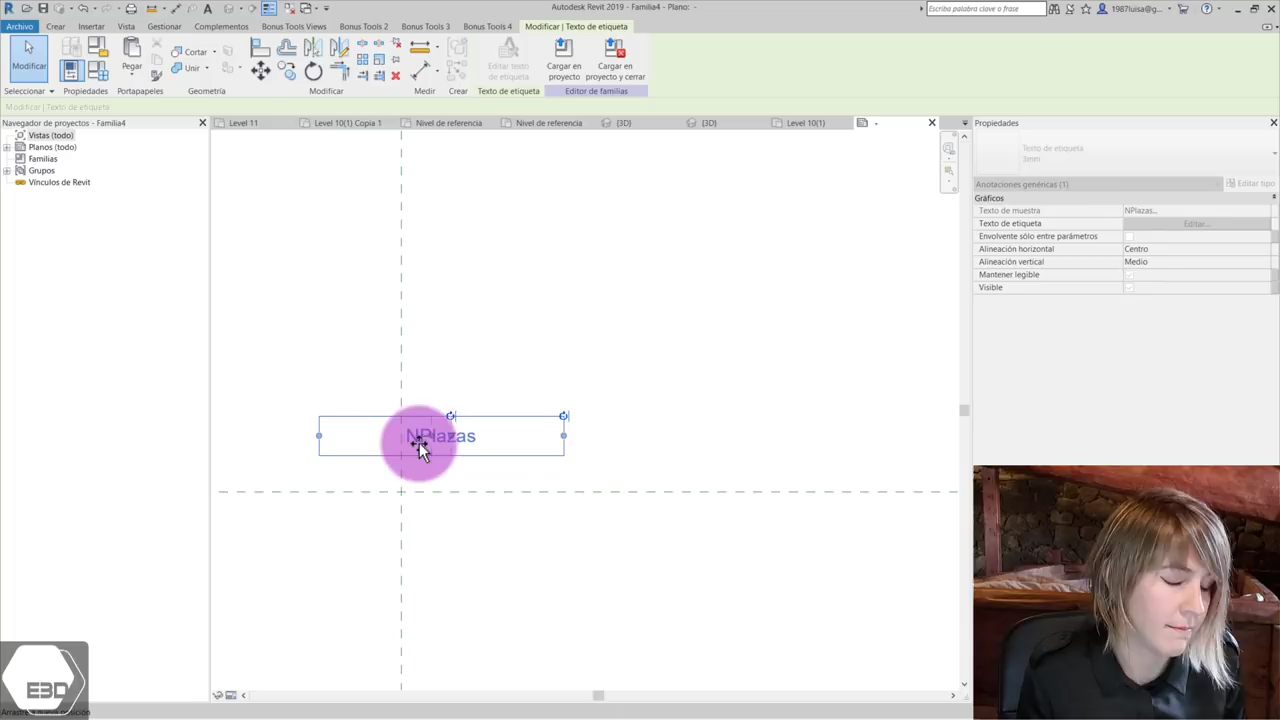 Autodesk Revit 2019 - Familia4 - Plano: -
Escriba palabra clave o frase
1987luisa@g...
Archivo Crear Insertar Vista Gestionar Complementos Bonus Tools Views Bonus Tools 2 Bonus Tools 3 Bonus Tools 4 Modificar | Texto de etiqueta
Modificar
Pegar
Cortar
Unir
Editar texto de etiqueta
Cargar en proyecto
Cargar en proyecto y cerrar
Seleccionar Propiedades Portapapeles Geometría Modificar Medir Crear Texto de etiqueta Editor de familias
Modificar | Texto de etiqueta
Navegador de proyectos - Familia4
Level 11 Level 10(1) Copia 1 Nivel de referencia Nivel de referencia {3D} {3D} Level 10(1) -
Vistas (todo)
Planos (todo)
Familias
Grupos
Vínculos de Revit
NPlazas
Propiedades
Texto de etiqueta
3mm
Anotaciones genéricas (1) Editar tipo
Gráficos
Texto de muestra NPlazas...
Texto de etiqueta Editar...
Envolvente sólo entre parámetros
Alineación horizontal Centro
Alineación vertical Medio
Mantener legible
Visible
E3D